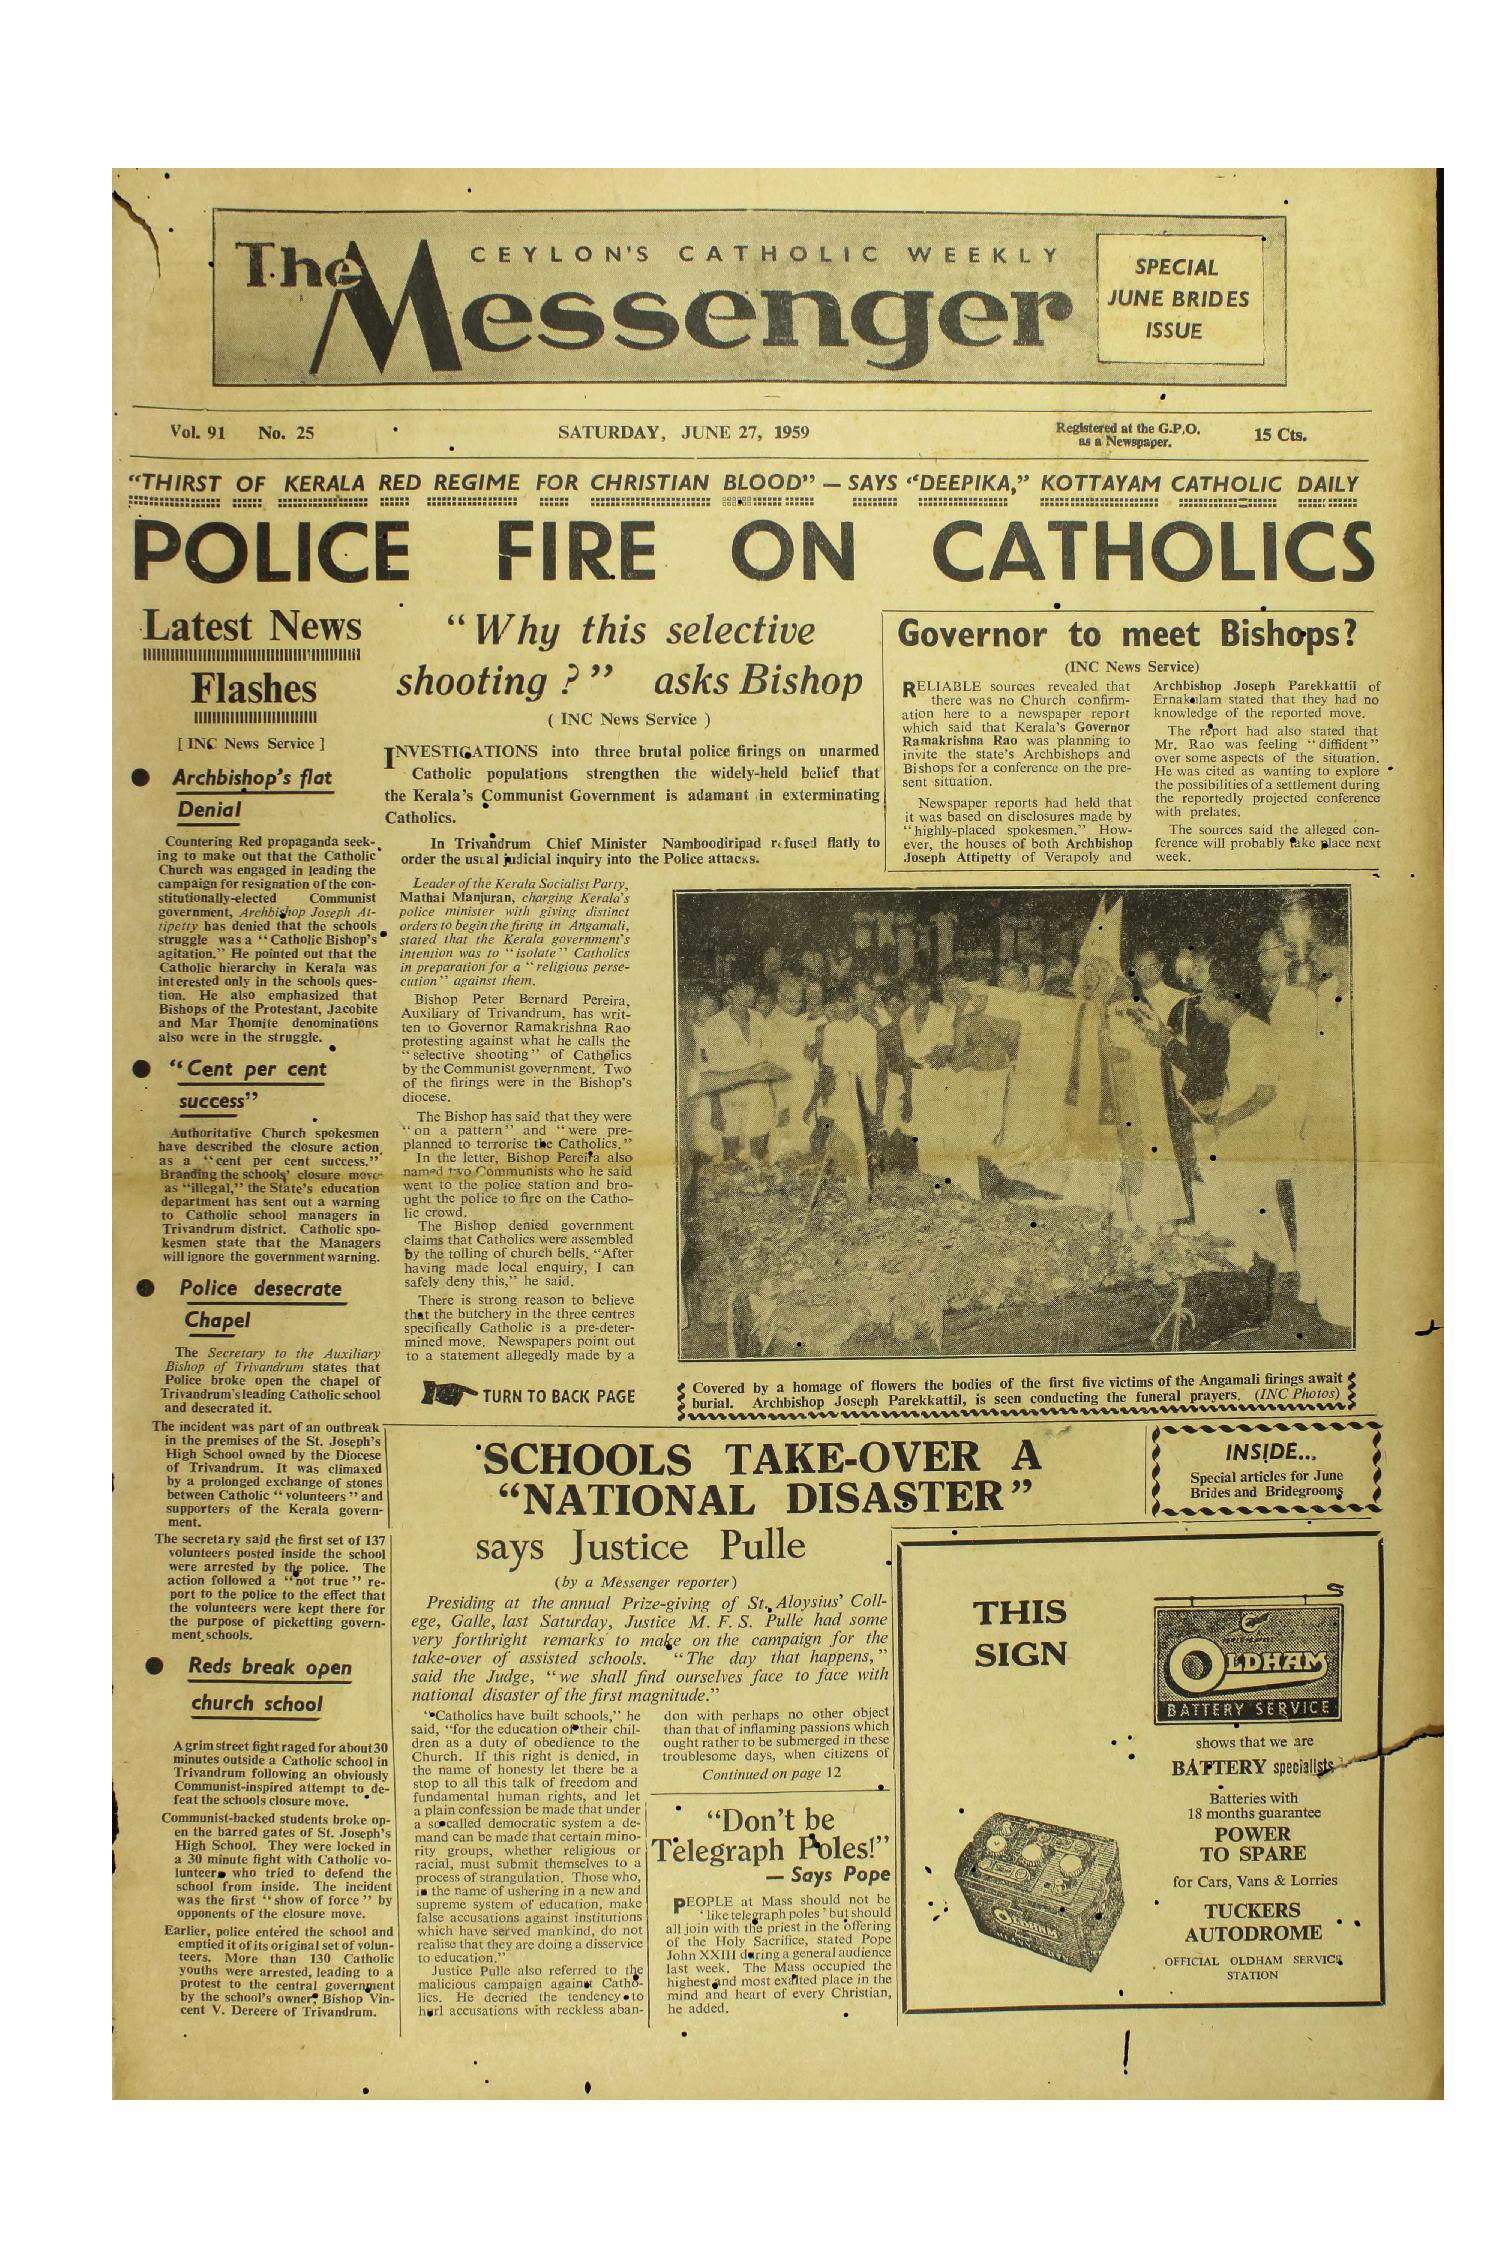 The Messenger
CEYLON'S CATHOLIC WEEKLY
SPECIAL
JUNE BRIDES
ISSUE
Vol. 91 No. 25
SATURDAY, JUNE 27, 1959
Registered at the G.P.O.
as a Newspaper.
15 Cts.
"THIRST OF KERALA RED REGIME FOR CHRISTIAN BLOOD" — SAYS "DEEPIKA," KOTTAYAM CATHOLIC DAILY
POLICE FIRE ON CATHOLICS
Latest News
Flashes
[ INC News Service ]
Archbishop's flat
Denial
Countering Red propaganda seek-
ing to make out that the Catholic
Church was engaged in leading the
campaign for resignation of the con-
stitutionally-elected Communist
government, Archbishop Joseph At-
tipetty has denied that the schools
struggle was a "Catholic Bishop's
agitation." He pointed out that the
Catholic hierarchy in Kerala was
interested only in the schools ques-
tion. He also emphasized that
Bishops of the Protestant, Jacobite
and Mar Thomite denominations
also were in the struggle.
"Cent per cent
success"
Authoritative Church spokesmen
have described the closure action
as a "cent per cent success."
Branding the schools' closure move
as "illegal," the State's education
department has sent out a warning
to Catholic school managers in
Trivandrum district. Catholic spo-
kesmen state that the Managers
will ignore the government warning.
Police desecrate
Chapel
The Secretary to the Auxiliary
Bishop of Trivandrum states that
Police broke open the chapel of
Trivandrum's leading Catholic school
and desecrated it.
The incident was part of an outbreak
in the premises of the St. Joseph's
High School owned by the Diocese
of Trivandrum. It was climaxed
by a prolonged exchange of stones
between Catholic "volunteers" and
supporters of the Kerala govern-
ment.
The secretary said the first set of 137
volunteers posted inside the school
were arrested by the police. The
action followed a "not true" re-
port to the police to the effect that
the volunteers were kept there for
the purpose of picketting govern-
ment schools.
Reds break open
church school
A grim street fight raged for about 30
minutes outside a Catholic school in
Trivandrum following an obviously
Communist-inspired attempt to de-
feat the schools closure move.
Communist-backed students broke op-
en the barred gates of St. Joseph's
High School. They were locked in
a 30 minute fight with Catholic vo-
lunteers who tried to defend the
school from inside. The incident
was the first "show of force" by
opponents of the closure move.
Earlier, police entered the school and
emptied it of its original set of volun-
teers. More than 130 Catholic
youths were arrested, leading to a
protest to the central government
by the school's owner, Bishop Vin-
cent V. Dereere of Trivandrum.
"Why this selective
shooting ?" asks Bishop
( INC News Service )
INVESTIGATIONS into three brutal police firings on unarmed
Catholic populations strengthen the widely-held belief that
the Kerala's Communist Government is adamant in exterminating
Catholics.
In Trivandrum Chief Minister Namboodiripad refused flatly to
order the usual judicial inquiry into the Police attacks.
Leader of the Kerala Socialist Party,
Mathai Manjuran, charging Kerala's
police minister with giving distinct
orders to begin the firing in Angamali,
stated that the Kerala government's
intention was to "isolate" Catholics
in preparation for a "religious perse-
cution" against them.
Bishop Peter Bernard Pereira,
Auxiliary of Trivandrum, has writ-
ten to Governor Ramakrishna Rao
protesting against what he calls the
"selective shooting" of Catholics
by the Communist government. Two
of the firings were in the Bishop's
diocese.
The Bishop has said that they were
"on a pattern" and "were pre-
planned to terrorise the Catholics."
In the letter, Bishop Pereira also
named two Communists who he said
went to the police station and bro-
ught the police to fire on the Catho-
lic crowd.
The Bishop denied government
claims that Catholics were assembled
by the tolling of church bells. "After
having made local enquiry, I can
safely deny this," he said.
There is strong reason to believe
that the butchery in the three centres
specifically Catholic is a pre-deter-
mined move. Newspapers point out
to a statement allegedly made by a
TURN TO BACK PAGE
Governor to meet Bishops?
(INC News Service)
RELIABLE sources revealed that
there was no Church confirm-
ation here to a newspaper report
which said that Kerala's Governor
Ramakrishna Rao was planning to
invite the state's Archbishops and
Bishops for a conference on the pre-
sent situation.
Newspaper reports had held that
it was based on disclosures made by
"highly-placed spokesmen." How-
ever, the houses of both Archbishop
Joseph Attipetty of Verapoly and
Archbishop Joseph Parekkattil of
Ernakulam stated that they had no
knowledge of the reported move.
The report had also stated that
Mr. Rao was feeling "diffident"
over some aspects of the situation.
He was cited as wanting to explore
the possibilities of a settlement during
the reportedly projected conference
with prelates.
The sources said the alleged con-
ference will probably take place next
week.
Covered by a homage of flowers the bodies of the first five victims of the Angamali firings await
burial. Archbishop Joseph Parekkattil, is seen conducting the funeral prayers. (INC Photos)
SCHOOLS TAKE-OVER A
"NATIONAL DISASTER"
says Justice Pulle
(by a Messenger reporter)
Presiding at the annual Prize-giving of St. Aloysius' Coll-
ege, Galle, last Saturday, Justice M. F. S. Pulle had some
very forthright remarks to make on the campaign for the
take-over of assisted schools. "The day that happens,"
said the Judge, "we shall find ourselves face to face with
national disaster of the first magnitude."
"Catholics have built schools," he
said, "for the education of their chil-
dren as a duty of obedience to the
Church. If this right is denied, in
the name of honesty let there be a
stop to all this talk of freedom and
fundamental human rights, and let
a plain confession be made that under
a so called democratic system a de-
mand can be made that certain mino-
rity groups, whether religious or
racial, must submit themselves to a
process of strangulation. Those who,
in the name of ushering in a new and
supreme system of education, make
false accusations against institutions
which have served mankind, do not
realise that they are doing a disservice
to education."
Justice Pulle also referred to the
malicious campaign against Catho-
lics. He decried the tendency to
hurl accusations with reckless aban-
don with perhaps no other object
than that of inflaming passions which
ought rather to be submerged in these
troublesome days, when citizens of
Continued on page 12
"Don't be
Telegraph Poles!"
— Says Pope
PEOPLE at Mass should not be
'like telegraph poles' but should
all join with the priest in the offering
of the Holy Sacrifice, stated Pope
John XXIII during a general audience
last week. The Mass occupied the
highest and most exalted place in the
mind and heart of every Christian,
he added.
INSIDE...
Special articles for June
Brides and Bridegrooms
THIS
SIGN
OLDHAM
BATTERY SERVICE
shows that we are
BATTERY specialists
Batteries with
18 months guarantee
POWER
TO SPARE
for Cars, Vans & Lorries
TUCKERS
AUTODROME
OFFICIAL OLDHAM SERVICE
STATION
OLDHAM